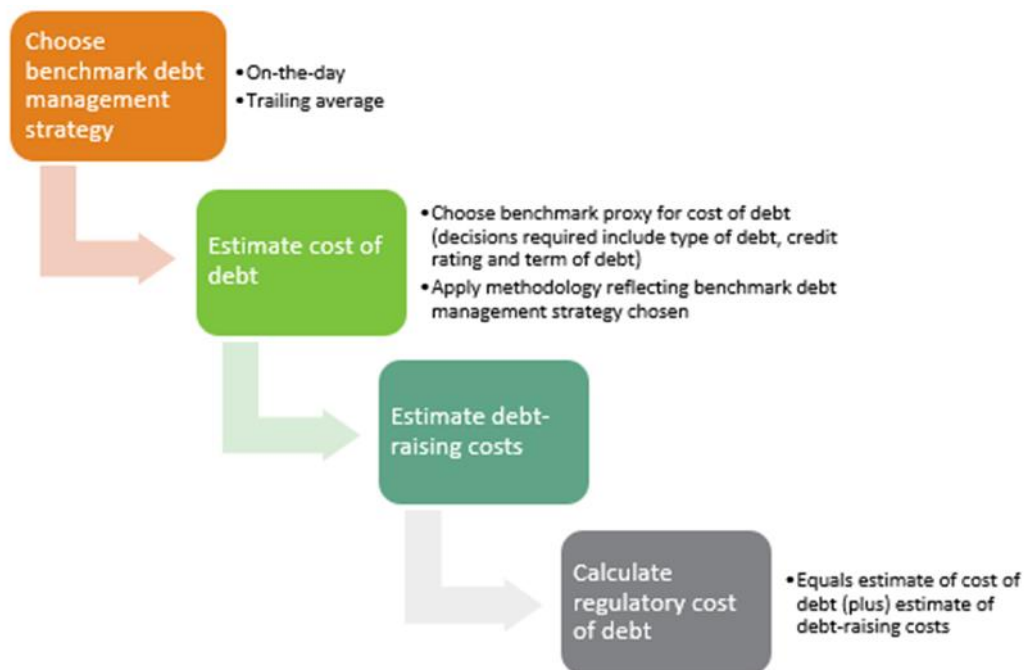 Choose
benchmark debt
management
strategy
•On-the-day
•Trailing average
Estimate cost of
debt
•Choose benchmark proxy for cost of debt
(decisions required include type of debt, credit
rating and term of debt)
•Apply methodology reflecting benchmark debt
management strategy chosen
Estimate debt-
raising costs
Calculate
regulatory cost
of debt
•Equals estimate of cost of
debt (plus) estimate of
debt-raising costs